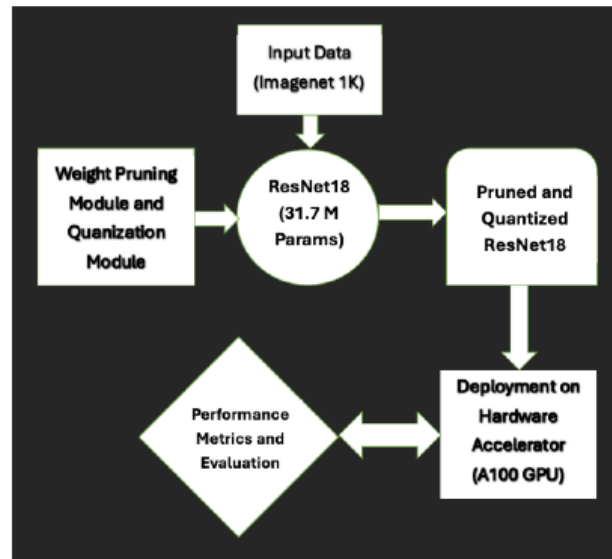 Input Data
(Imagenet 1K)
Weight Pruning
Module and
Quanization
Module
ResNet18
(31.7 M
Params)
Pruned and
Quantized
ResNet18
Performance
Metrics and
Evaluation
Deployment on
Hardware
Accelerator
(A100 GPU)